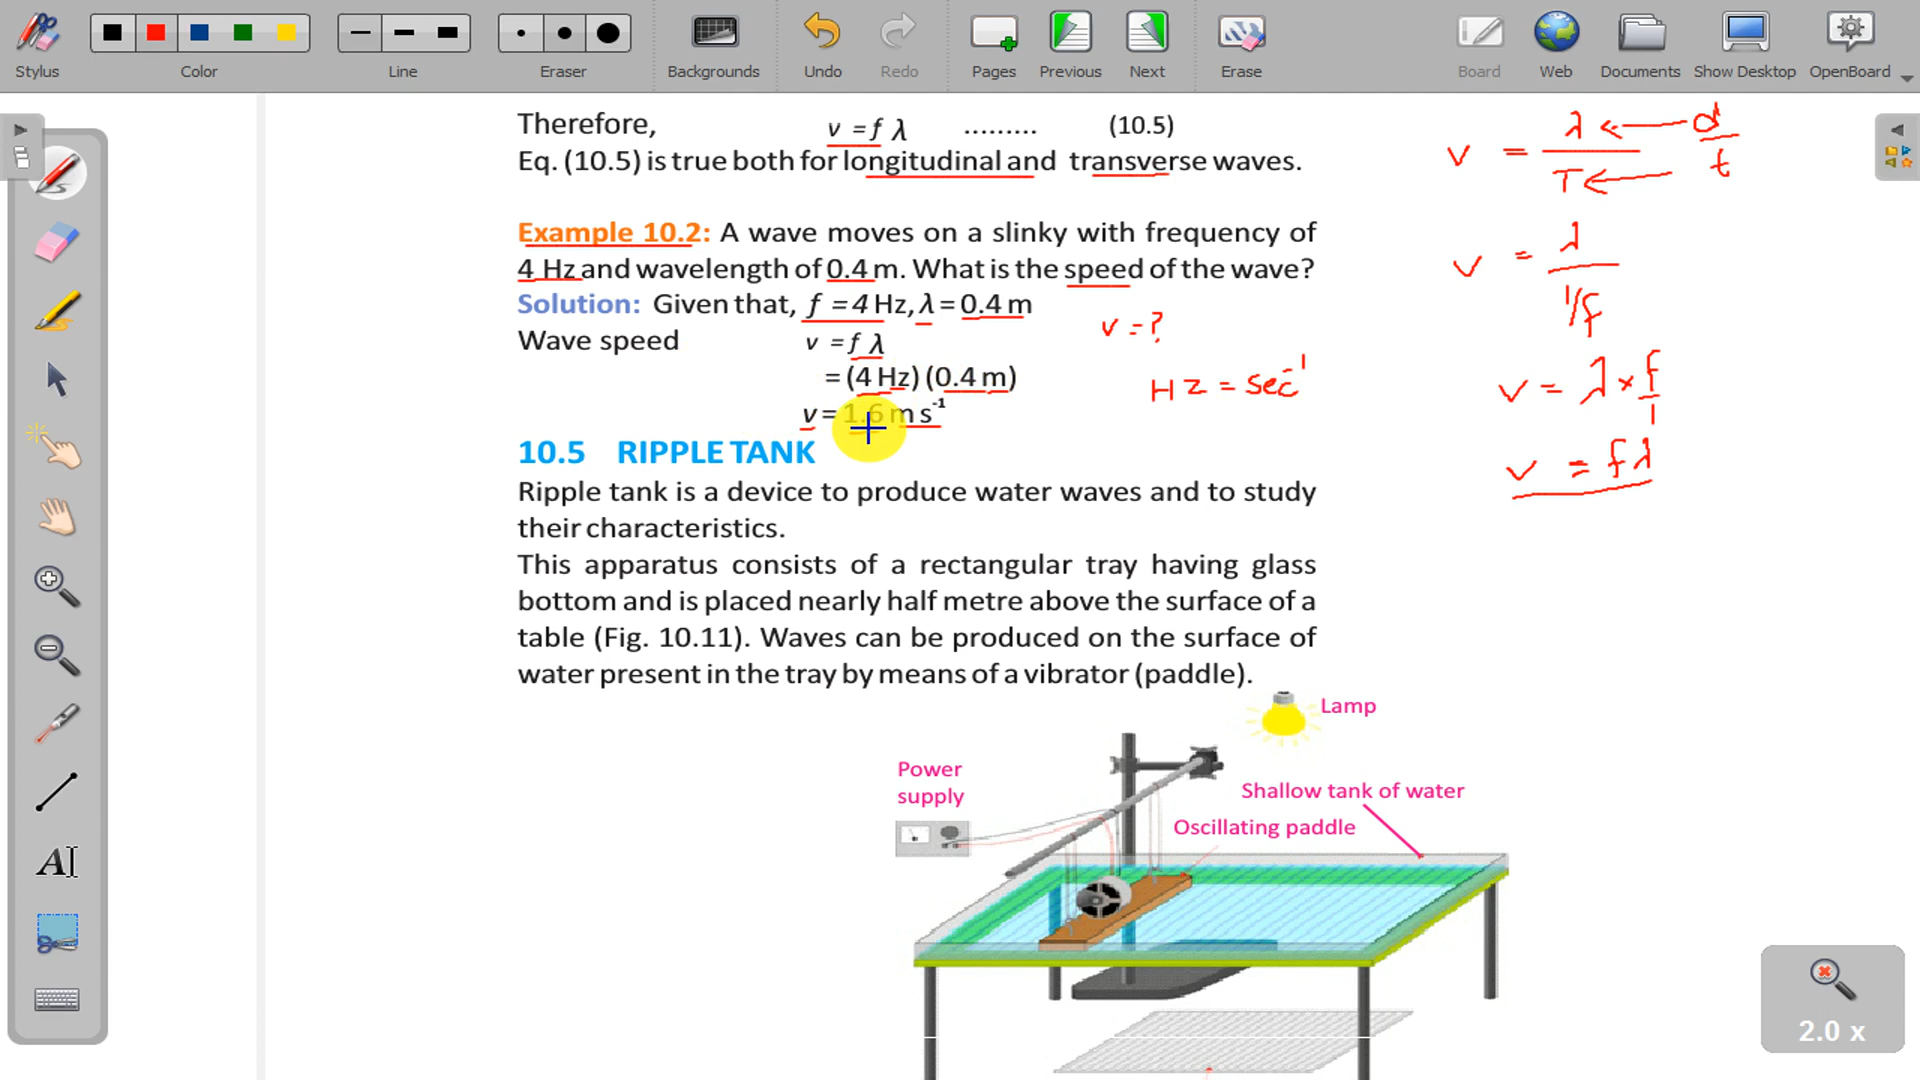 Stylus
Color
Line
Eraser
Backgrounds
Undo
Redo
Pages
Previous
Next
Erase
Board
Web
Documents
Show Desktop
OpenBoard
Therefore, v = f λ ......... (10.5)
Eq. (10.5) is true both for longitudinal and transverse waves.
Example 10.2: A wave moves on a slinky with frequency of
4 Hz and wavelength of 0.4 m. What is the speed of the wave?
Solution: Given that, f = 4 Hz, λ = 0.4 m
Wave speed v = f λ
= (4 Hz) (0.4 m)
v = 1.6 m s⁻¹
v = ?
Hz = sec⁻¹
v = λ ← d
T ← t
v = λ
1/f
v = λ × f
1
v = fλ
10.5 RIPPLE TANK
Ripple tank is a device to produce water waves and to study
their characteristics.
This apparatus consists of a rectangular tray having glass
bottom and is placed nearly half metre above the surface of a
table (Fig. 10.11). Waves can be produced on the surface of
water present in the tray by means of a vibrator (paddle).
Lamp
Power
supply
Shallow tank of water
Oscillating paddle
2.0 x